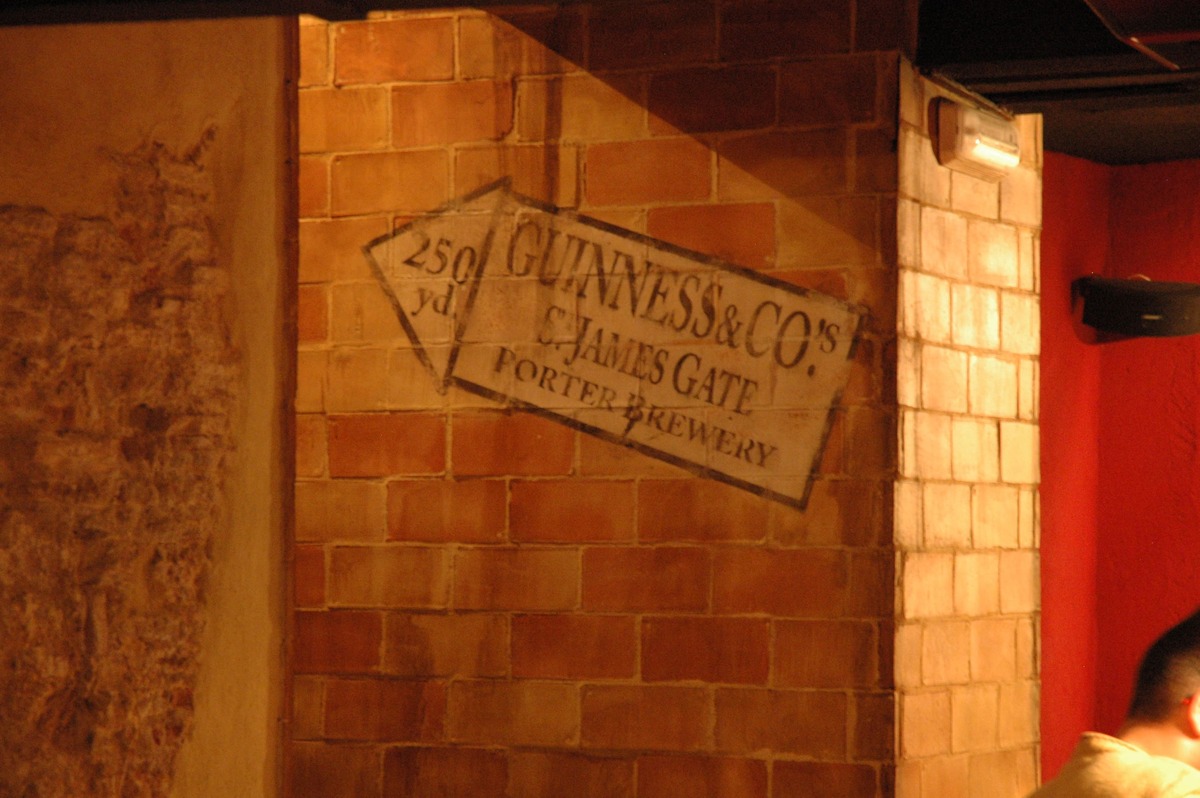 250
yd.
GUINNESS & CO.'s
S. JAMES GATE
PORTER BREWERY